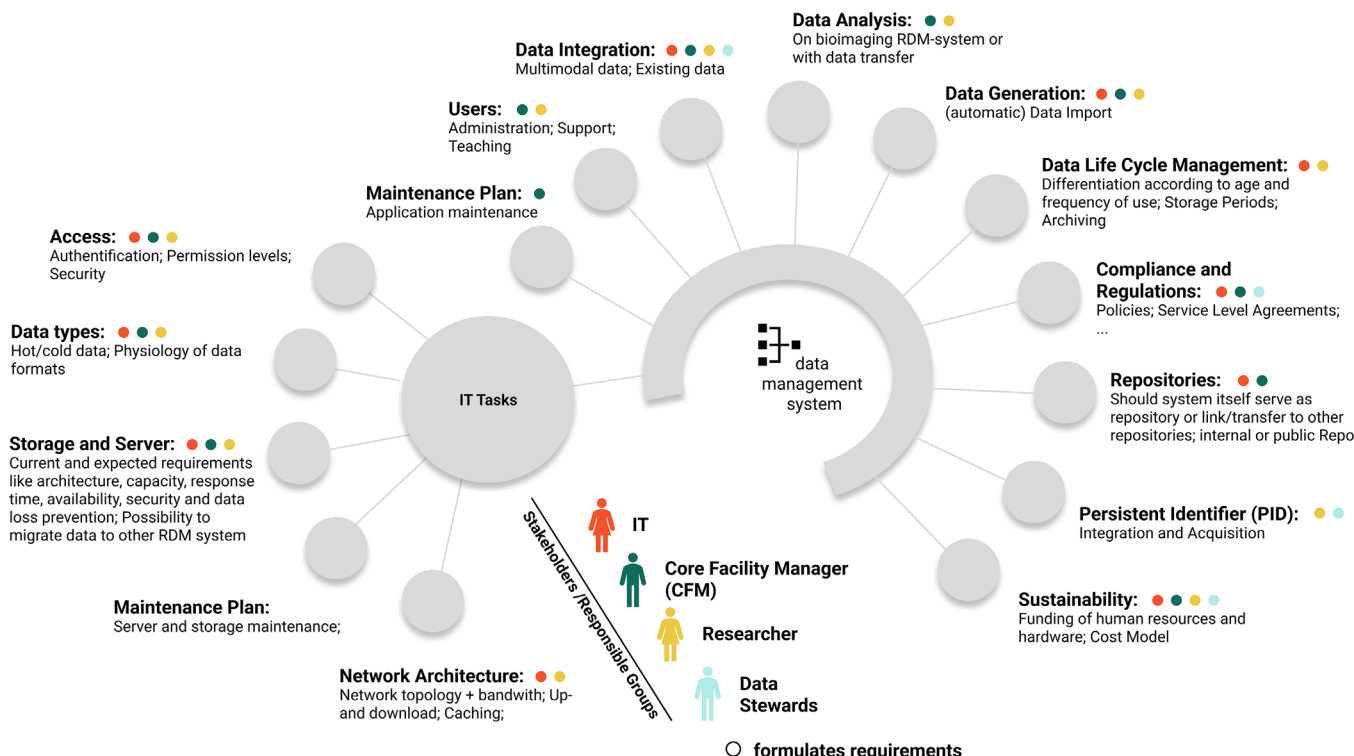 Data Analysis:
On bioimaging RDM-system or
with data transfer
Data Integration:
Multimodal data; Existing data
Data Generation:
(automatic) Data Import
Users:
Administration; Support;
Teaching
Data Life Cycle Management:
Differentiation according to age and
frequency of use; Storage Periods;
Archiving
Maintenance Plan:
Application maintenance
Access:
Authentification; Permission levels;
Security
Compliance and
Regulations:
Policies; Service Level Agreements;
...
Data types:
Hot/cold data; Physiology of data
formats
IT Tasks
data
management
system
Repositories:
Should system itself serve as
repository or link/transfer to other
repositories; internal or public Repo
Storage and Server:
Current and expected requirements
like architecture, capacity, response
time, availability, security and data
loss prevention; Possibility to
migrate data to other RDM system
Persistent Identifier (PID):
Integration and Acquisition
Maintenance Plan:
Server and storage maintenance;
Sustainability:
Funding of human resources and
hardware; Cost Model
Network Architecture:
Network topology + bandwith; Up-
and download; Caching;
Stakeholders /Responsible Groups
IT
Core Facility Manager
(CFM)
Researcher
Data
Stewards
formulates requirements